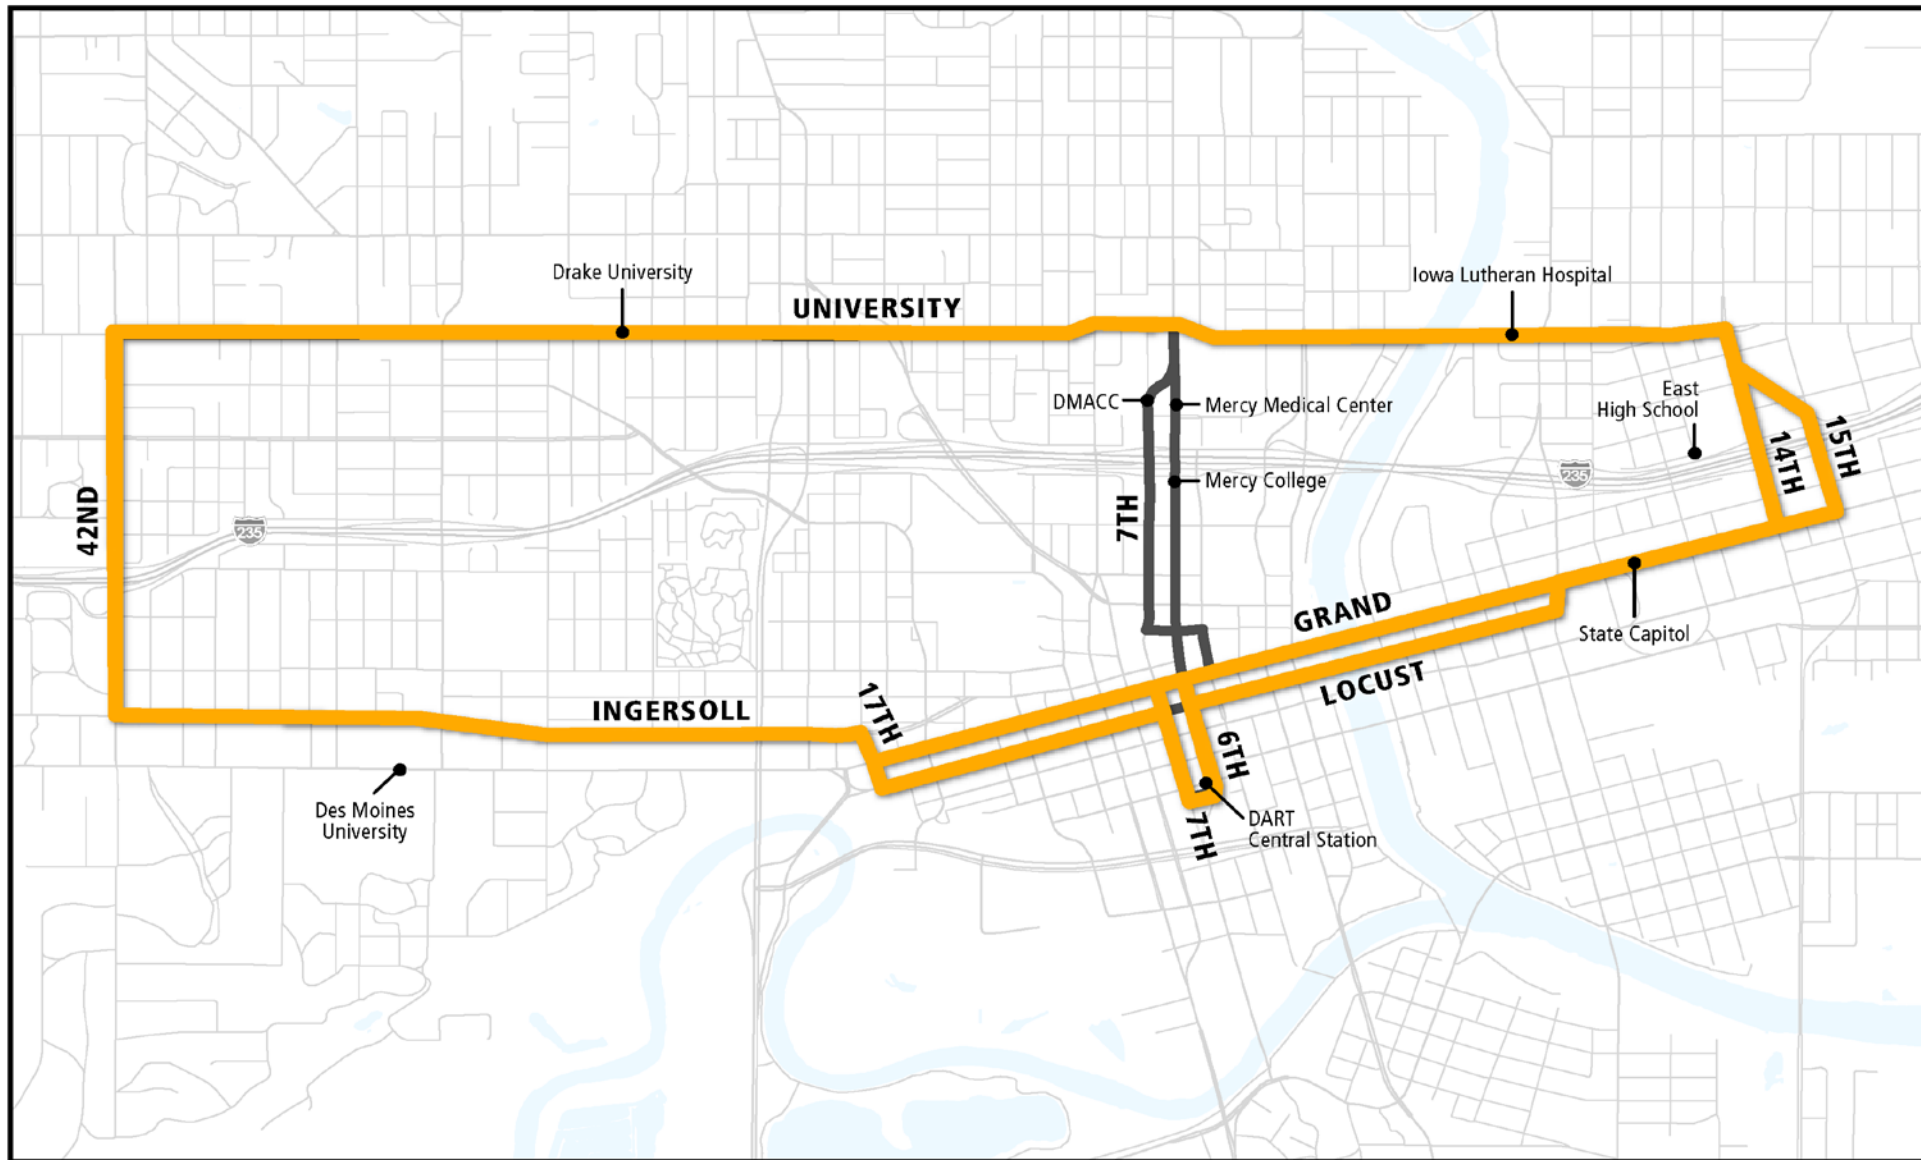 Drake University
UNIVERSITY
Iowa Lutheran Hospital
East
High School
DMACC
Mercy Medical Center
Mercy College
14TH
15TH
235
235
42ND
7TH
GRAND
State Capitol
LOCUST
17TH
INGERSOLL
6TH
Des Moines
University
7TH
DART
Central Station